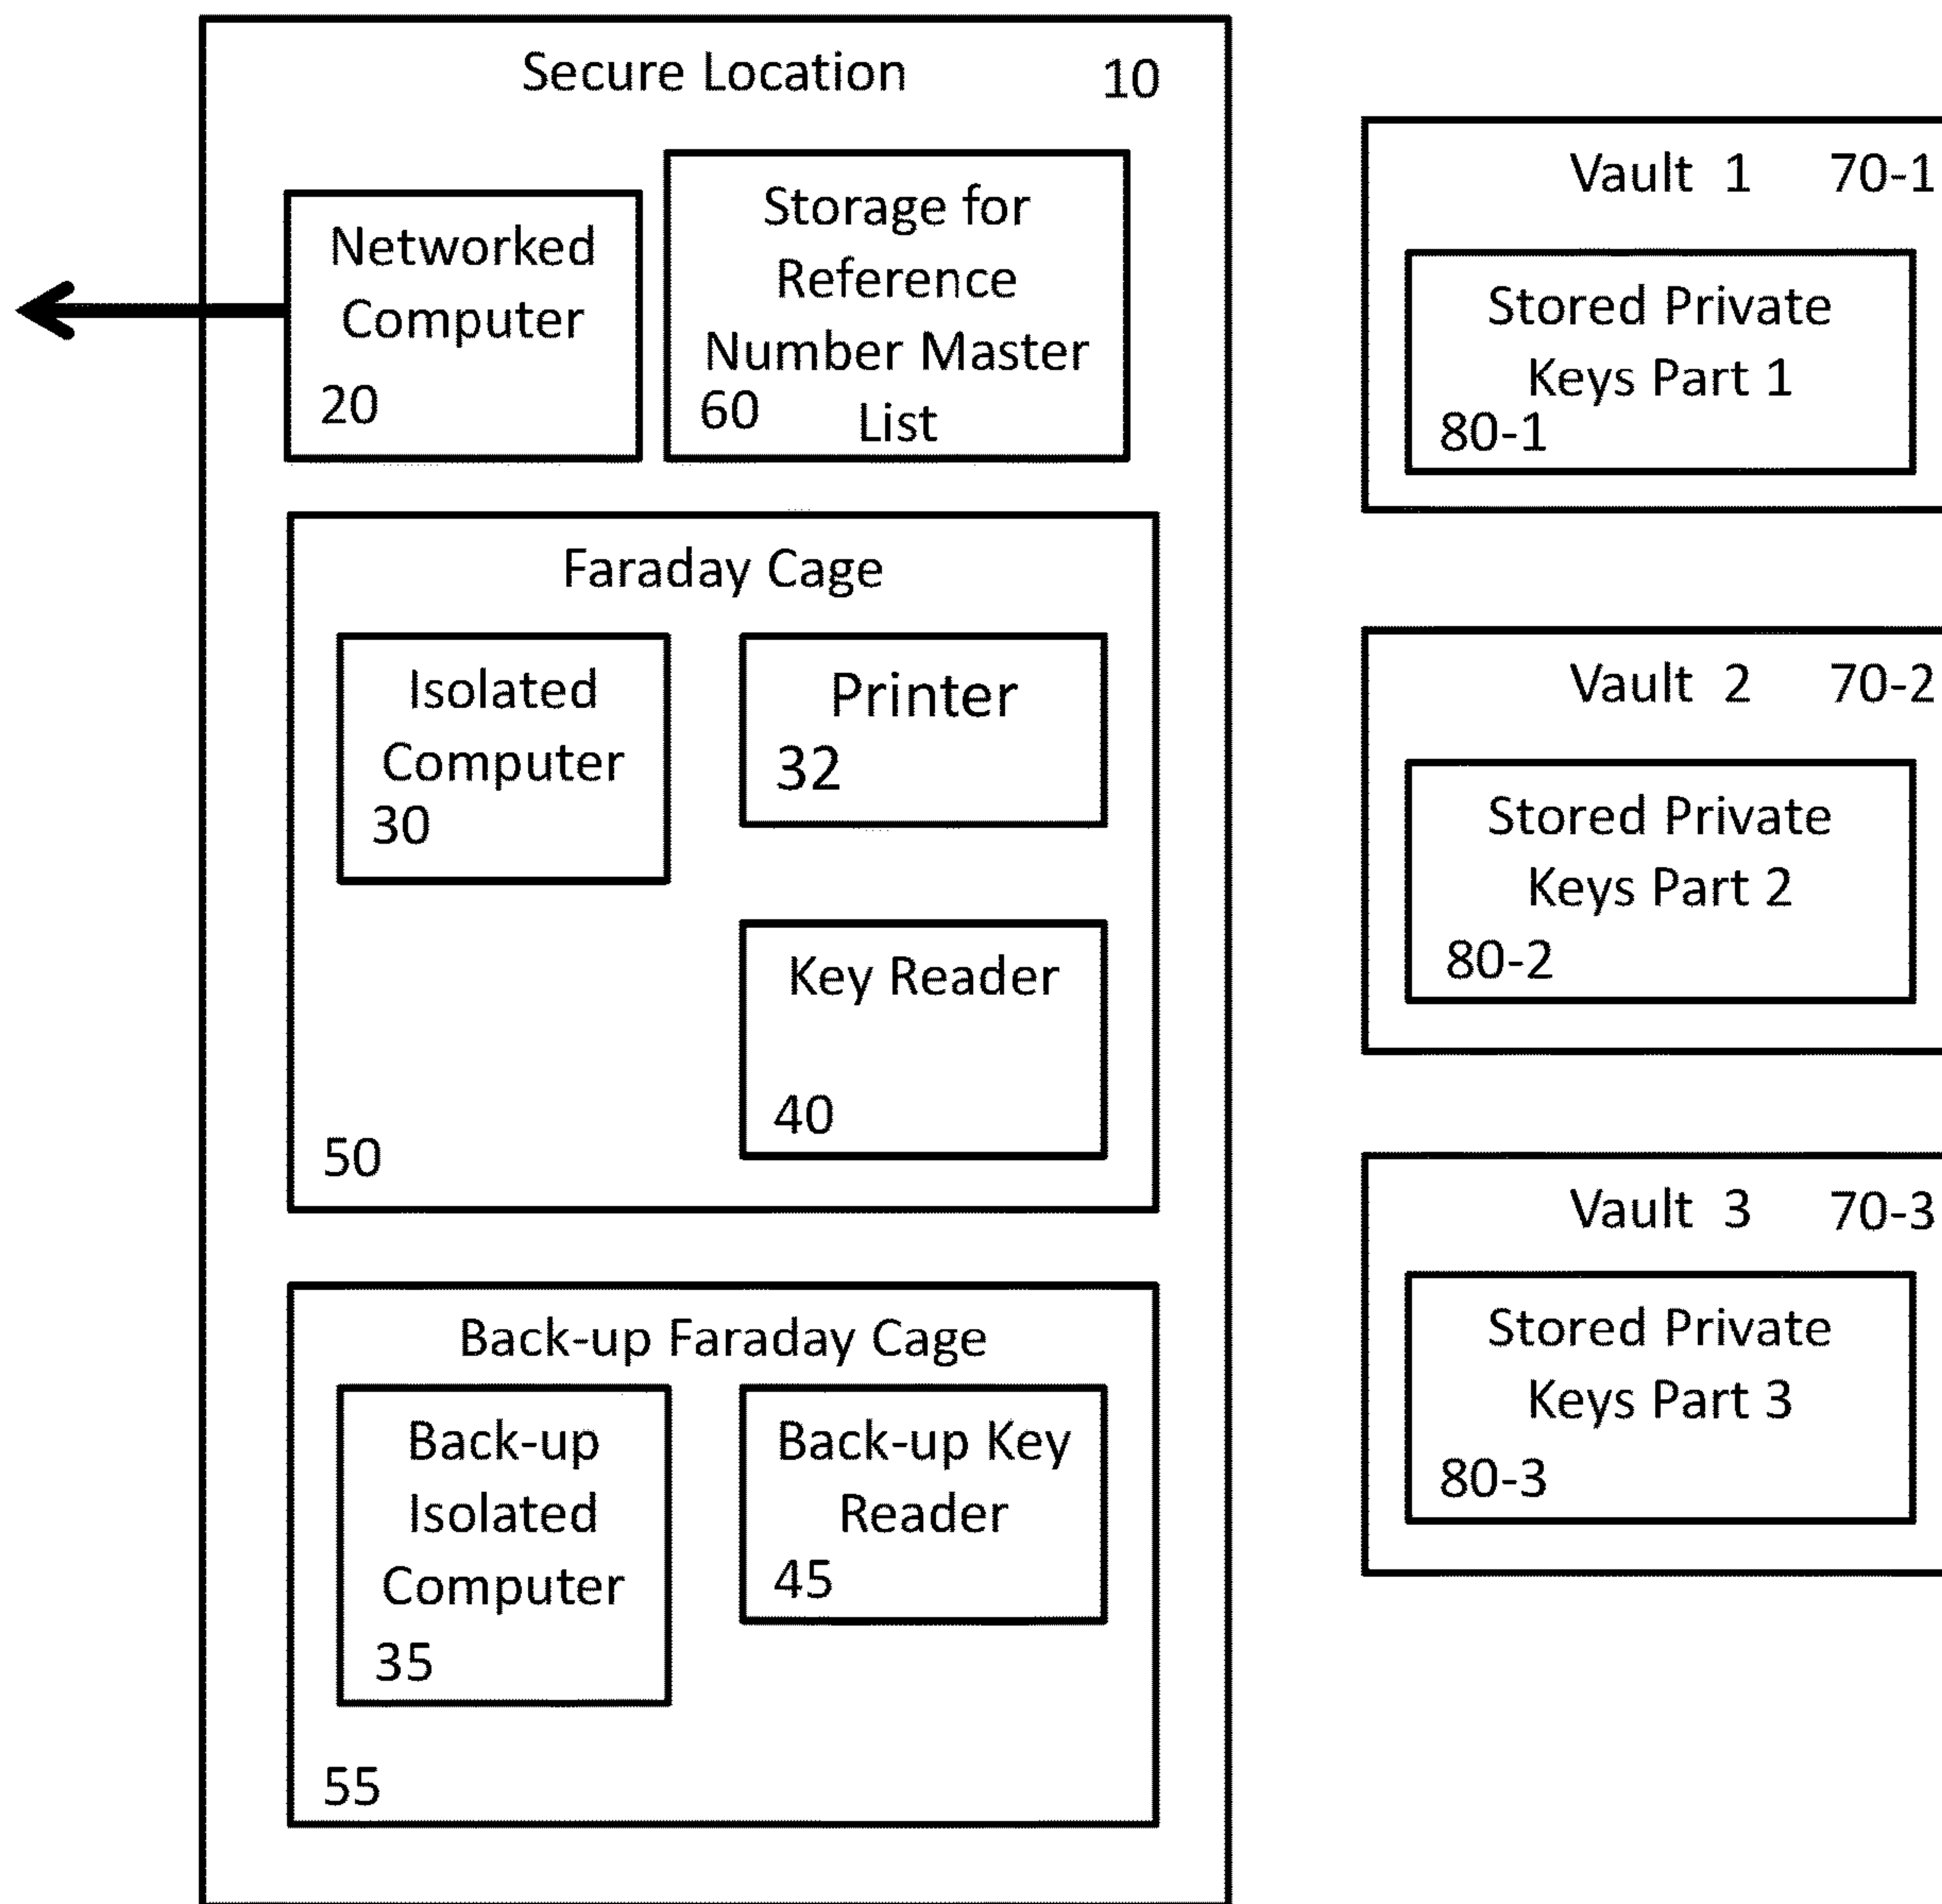 Secure Location 10
Networked
Computer
20
Storage for
Reference
Number Master
60 List
Faraday Cage
Isolated
Computer
30
Printer
32
Key Reader
40
50
Back-up Faraday Cage
Back-up
Isolated
Computer
35
Back-up Key
Reader
45
55
Vault 1 70-1
Stored Private
Keys Part 1
80-1
Vault 2 70-2
Stored Private
Keys Part 2
80-2
Vault 3 70-3
Stored Private
Keys Part 3
80-3